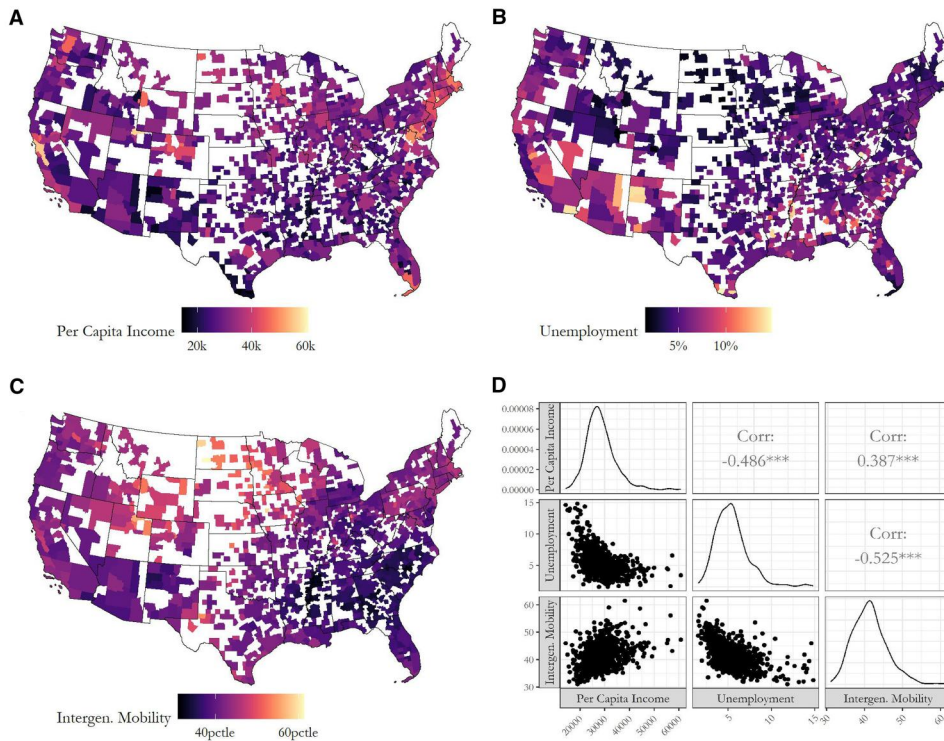 A
Per Capita Income
20k 40k 60k
B
Unemployment
5% 10%
C
Intergen. Mobility
40pctle 60pctle
D
Per Capita Income
0.00008
0.00006
0.00004
0.00002
0.00000
Corr:
-0.486***
Corr:
0.387***
Unemployment
15
10
5
Corr:
-0.525***
Intergen. Mobility
60
50
40
30
20000 30000 40000 50000 60000
5 10 15
30 40 50 60
Per Capita Income Unemployment Intergen. Mobility